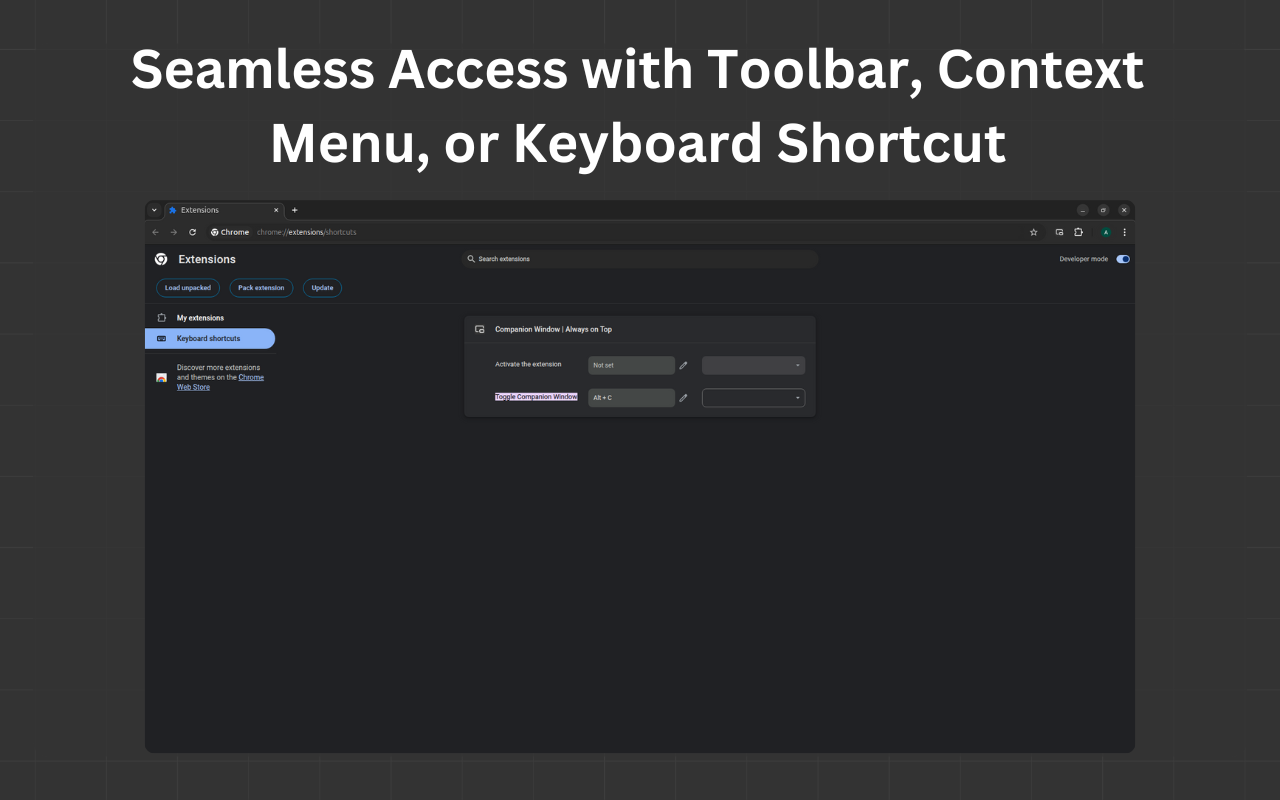 Seamless Access with Toolbar, Context
Menu, or Keyboard Shortcut
Extensions
Chrome chrome://extensions/shortcuts
A
Extensions
Search extensions
Developer mode
Load unpacked
Pack extension
Update
My extensions
Keyboard shortcuts
Discover more extensions
and themes on the Chrome
Web Store
Companion Window | Always on Top
Activate the extension
Not set
Toggle Companion Window
Alt + C